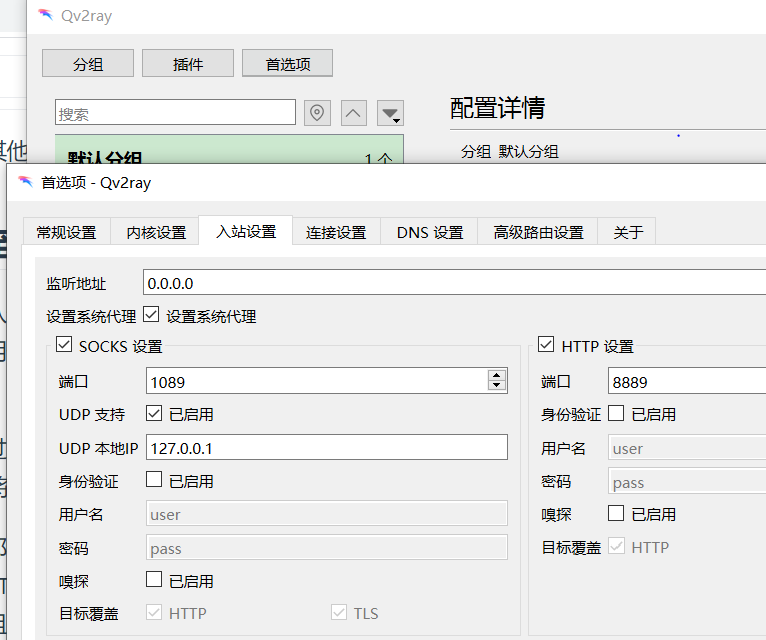 Qv2ray
分组 插件 首选项
搜索
配置详情
默认分组 1 个
分组 默认分组
其他
首选项 - Qv2ray
常规设置 内核设置 入站设置 连接设置 DNS 设置 高级路由设置 关于
监听地址 0.0.0.0
设置系统代理 设置系统代理
SOCKS 设置
端口 1089
UDP 支持 已启用
UDP 本地IP 127.0.0.1
身份验证 已启用
用户名 user
密码 pass
嗅探 已启用
目标覆盖 HTTP TLS
HTTP 设置
端口 8889
身份验证 已启用
用户名 user
密码 pass
嗅探 已启用
目标覆盖 HTTP